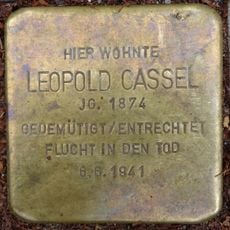 HIER WOHNTE
LEOPOLD CASSEL
JG. 1874
GEDEMÜTIGT/ENTRECHTET
FLUCHT IN DEN TOD
6.6.1941